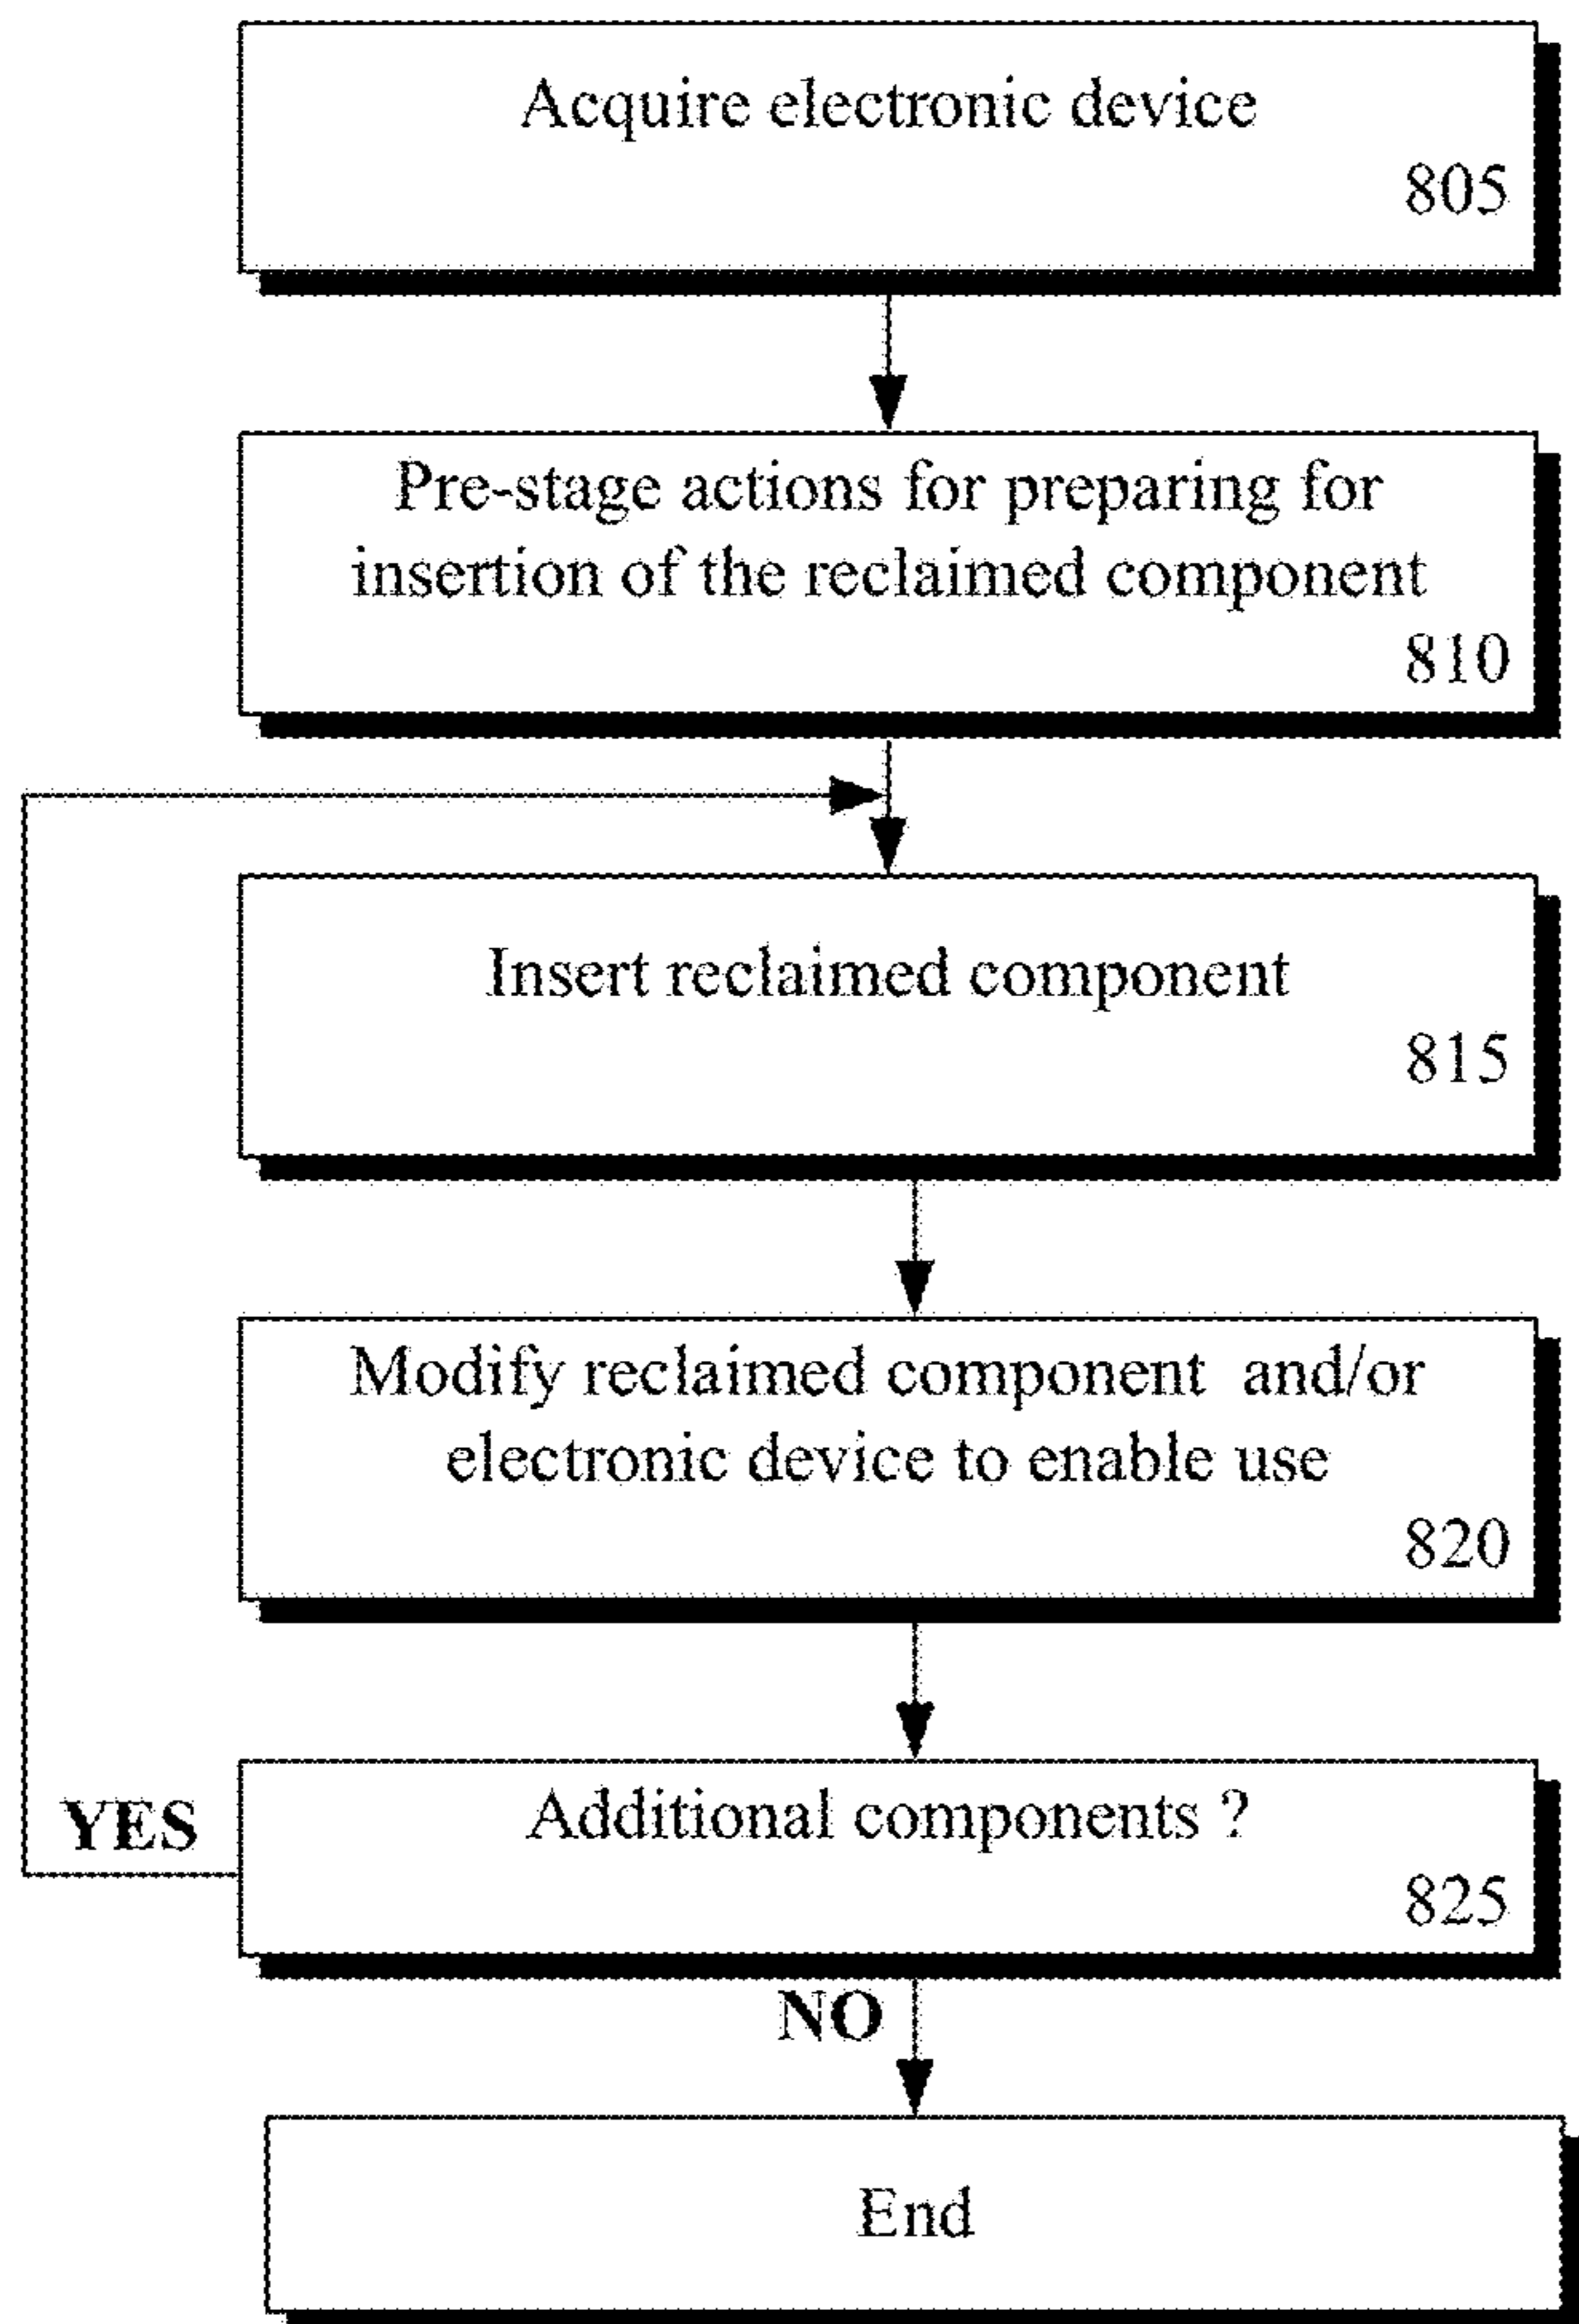 Acquire electronic device
805
Pre-stage actions for preparing for
insertion of the reclaimed component
810
Insert reclaimed component
815
Modify reclaimed component and/or
electronic device to enable use
820
Additional components ?
825
YES
NO
End